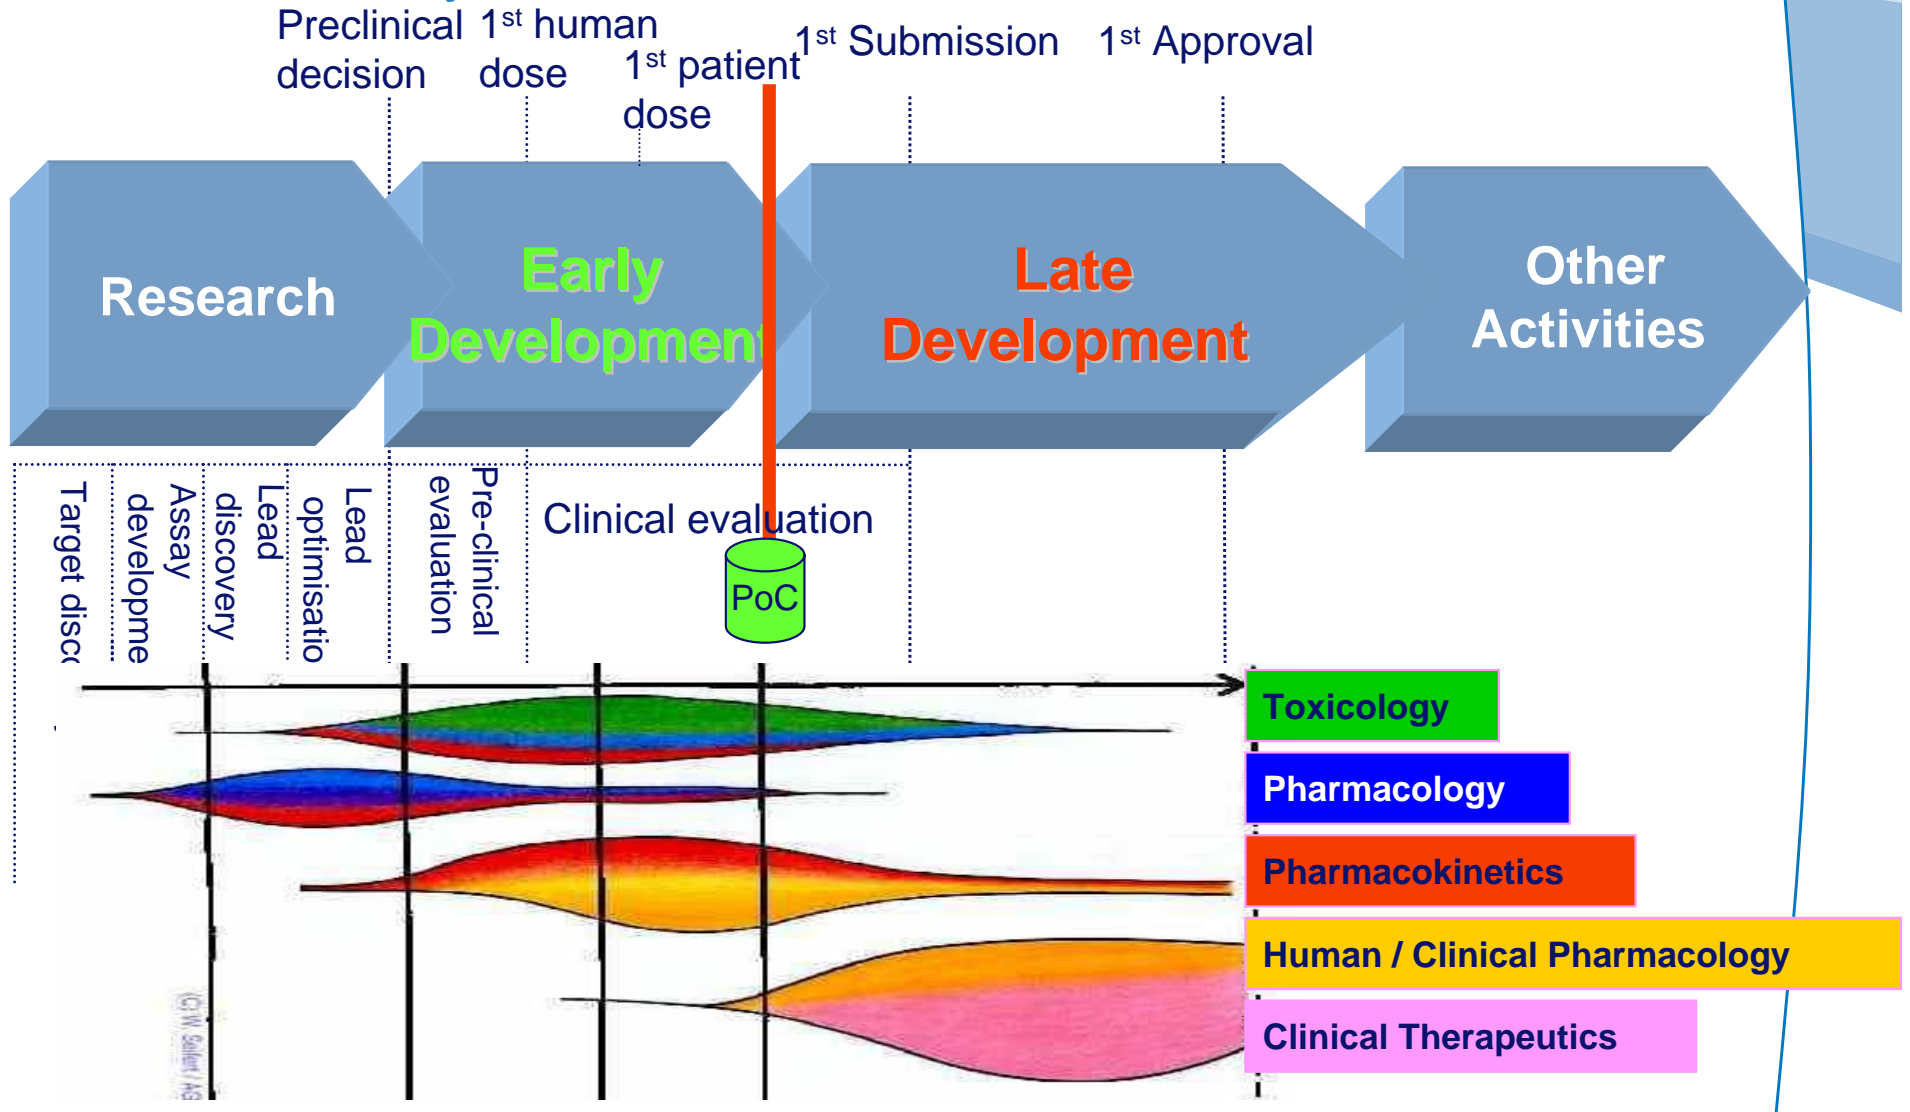 Preclinical
decision
1st human
dose
1st patient
dose
1st Submission
1st Approval
Research
Early
Development
Late
Development
Other
Activities
Target disc
Assay
developme
Lead
discovery
Lead
optimisatio
Pre-clinical
evaluation
Clinical evaluation
PoC
Toxicology
Pharmacology
Pharmacokinetics
Human / Clinical Pharmacology
Clinical Therapeutics